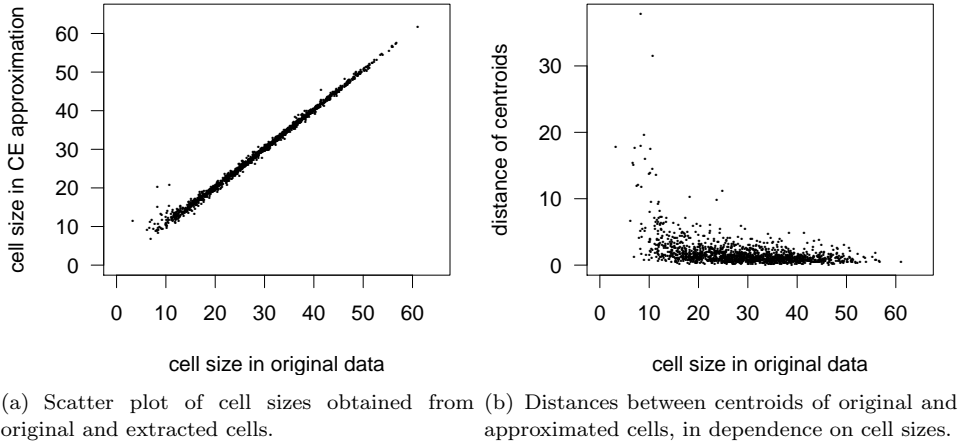 cell size in CE approximation
60
50
40
30
20
10
0
0 10 20 30 40 50 60
cell size in original data
(a) Scatter plot of cell sizes obtained from
original and extracted cells.
distance of centroids
30
20
10
0
0 10 20 30 40 50 60
cell size in original data
(b) Distances between centroids of original and
approximated cells, in dependence on cell sizes.